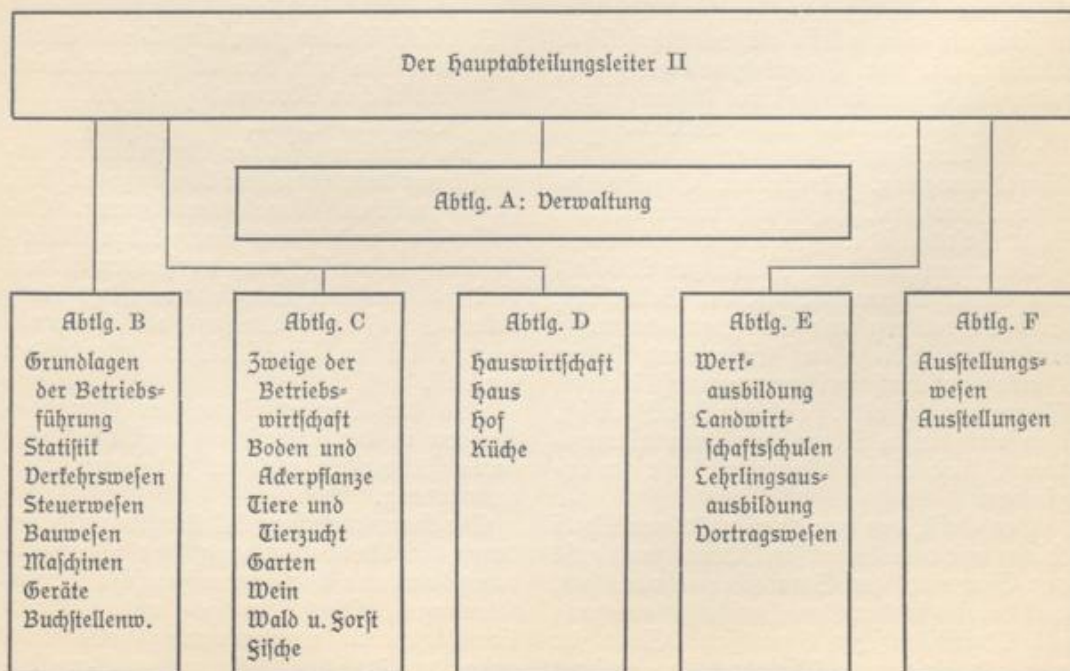 Der Hauptabteilungsleiter II
Abtlg. A: Verwaltung
Abtlg. B
Grundlagen
der Betriebs=
führung
Statistik
Verkehrswesen
Steuerwesen
Bauwesen
Maschinen
Geräte
Buchstellenw.
Abtlg. C
Zweige der
Betriebs=
wirtschaft
Boden und
Ackerpflanze
Tiere und
Tierzucht
Garten
Wein
Wald u. Forst
Fische
Abtlg. D
Hauswirtschaft
Haus
Hof
Küche
Abtlg. E
Werk=
ausbildung
Landwirt=
schaftsschulen
Lehrlingsaus=
ausbildung
Vortragswesen
Abtlg. F
Ausstellungs=
wesen
Ausstellungen